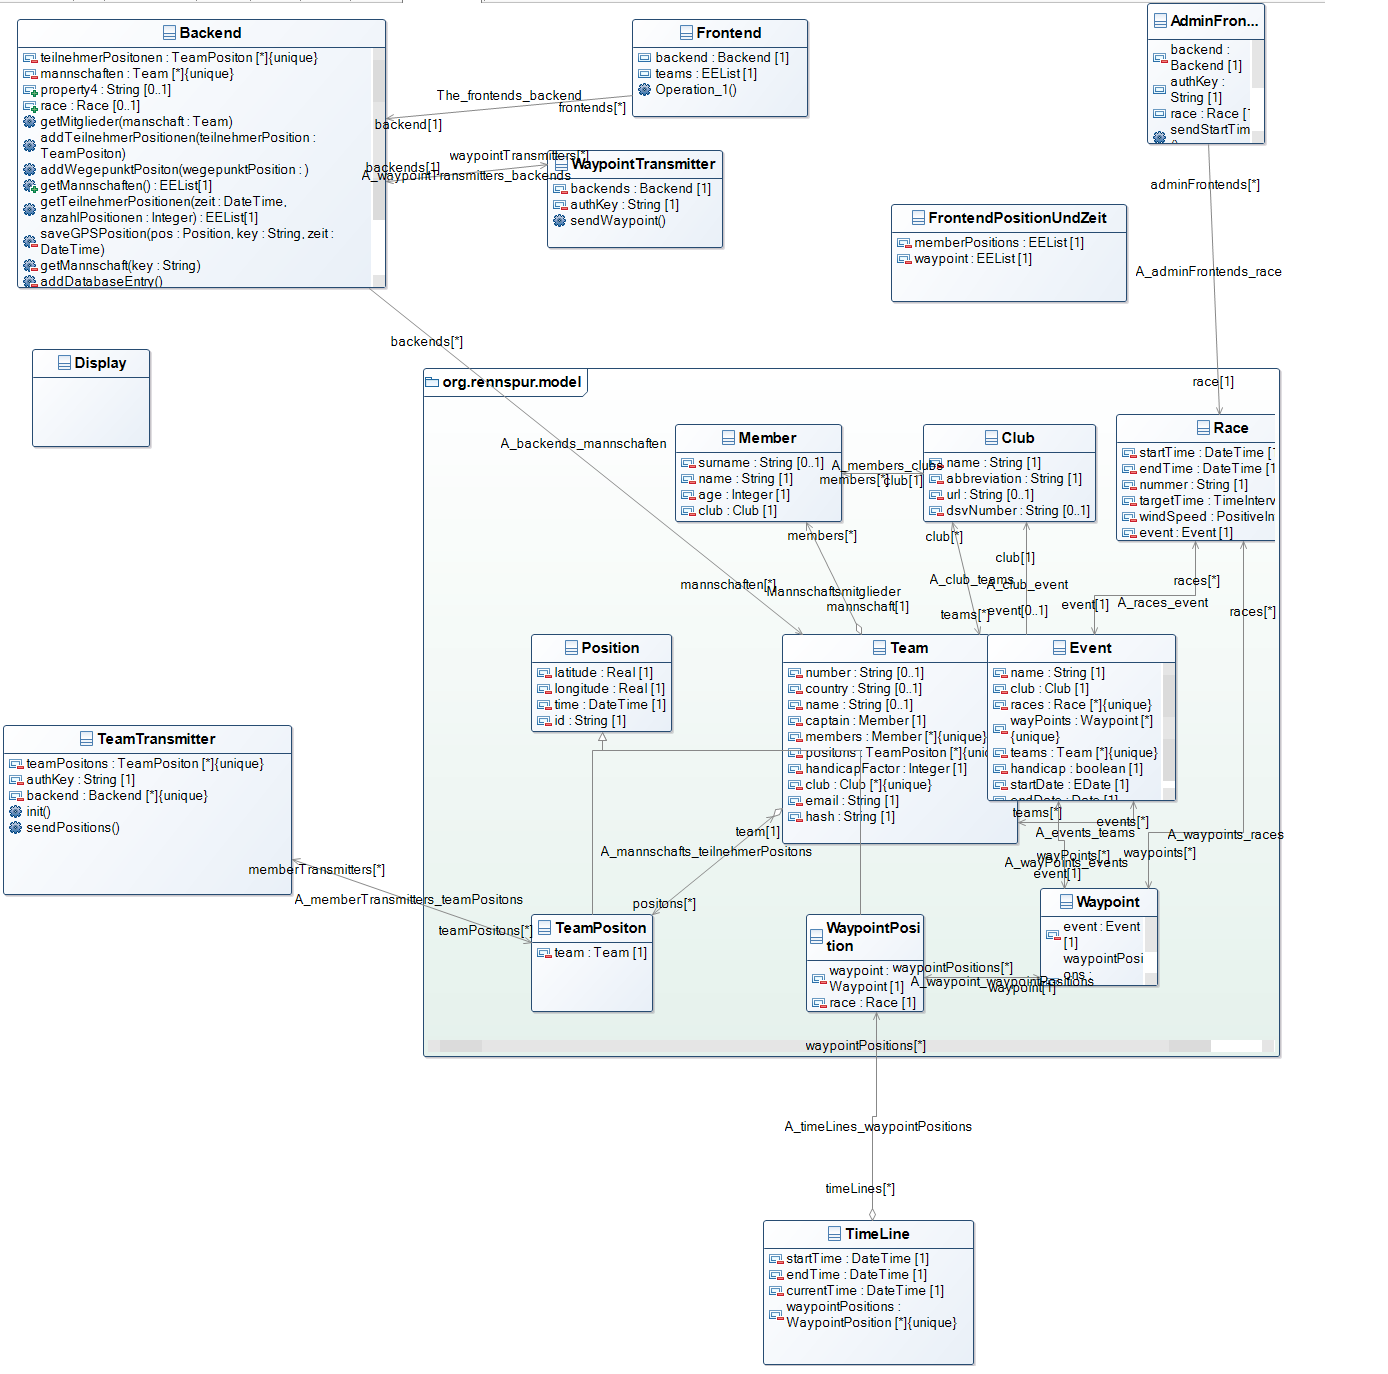 Backend
teilnehmerPositonen : TeamPositon [*]{unique}
mannschaften : Team [*]{unique}
property4 : String [0..1]
race : Race [0..1]
getMitglieder(manschaft : Team)
addTeilnehmerPositionen(teilnehmerPosition :
TeamPositon)
addWegepunktPositon(wegepunktPosition : )
getMannschaften() : EEList[1]
getTeilnehmerPositionen(zeit : DateTime,
anzahlPositionen : Integer) : EEList[1]
saveGPSPosition(pos : Position, key : String, zeit :
DateTime)
getMannschaft(key : String)
addDatabaseEntry()
Frontend
backend : Backend [1]
teams : EEList [1]
Operation_1()
The_frontends_backend
frontends[*]
backend[1]
AdminFron...
backend :
Backend [1]
authKey :
String [1]
race : Race [
sendStartTim
waypointTransmitters[*]
backends[1]
A_waypointTransmitters_backends
WaypointTransmitter
backends : Backend [1]
authKey : String [1]
sendWaypoint()
adminFrontends[*]
A_adminFrontends_race
race[1]
FrontendPositionUndZeit
memberPositions : EEList [1]
waypoint : EEList [1]
backends[*]
A_backends_mannschaften
mannschaften[*]
Display
org.rennspur.model
Member
surname : String [0..1]
name : String [1]
age : Integer [1]
club : Club [1]
A_members_clubs
members[*]
club[1]
Club
name : String [1]
abbreviation : String [1]
url : String [0..1]
dsvNumber : String [0..1]
Race
startTime : DateTime [
endTime : DateTime [1
nummer : String [1]
targetTime : TimeInterv
windSpeed : PositiveIn
event : Event [1]
members[*]
Mannschaftsmitglieder
mannschaft[1]
club[*]
A_club_teams
teams[*]
club[1]
A_club_event
event[0..1]
races[*]
A_races_event
event[1]
races[*]
Position
latitude : Real [1]
longitude : Real [1]
time : DateTime [1]
id : String [1]
Team
number : String [0..1]
country : String [0..1]
name : String [0..1]
captain : Member [1]
members : Member [*]{unique}
positons : TeamPositon [*]{unic
handicapFactor : Integer [1]
club : Club [*]{unique}
email : String [1]
hash : String [1]
Event
name : String [1]
club : Club [1]
races : Race [*]{unique}
wayPoints : Waypoint [*]
{unique}
teams : Team [*]{unique}
handicap : boolean [1]
startDate : EDate [1]
endDate : Date [1]
TeamTransmitter
teamPositons : TeamPositon [*]{unique}
authKey : String [1]
backend : Backend [*]{unique}
init()
sendPositions()
memberTransmitters[*]
A_memberTransmitters_teamPositons
teamPositons[*]
team[1]
A_mannschafts_teilnehmerPositons
positons[*]
teams[*]
events[*]
A_events_teams
wayPoints[*]
A_wayPoints_events
event[1]
A_waypoints_races
waypoints[*]
TeamPositon
team : Team [1]
WaypointPosi
tion
waypoint :
Waypoint [1]
race : Race [1]
waypointPositions[*]
A_waypoint_waypointPositions
waypoint[1]
Waypoint
event : Event
[1]
waypointPosi
ons :
waypointPositions[*]
A_timeLines_waypointPositions
timeLines[*]
TimeLine
startTime : DateTime [1]
endTime : DateTime [1]
currentTime : DateTime [1]
waypointPositions :
WaypointPosition [*]{unique}